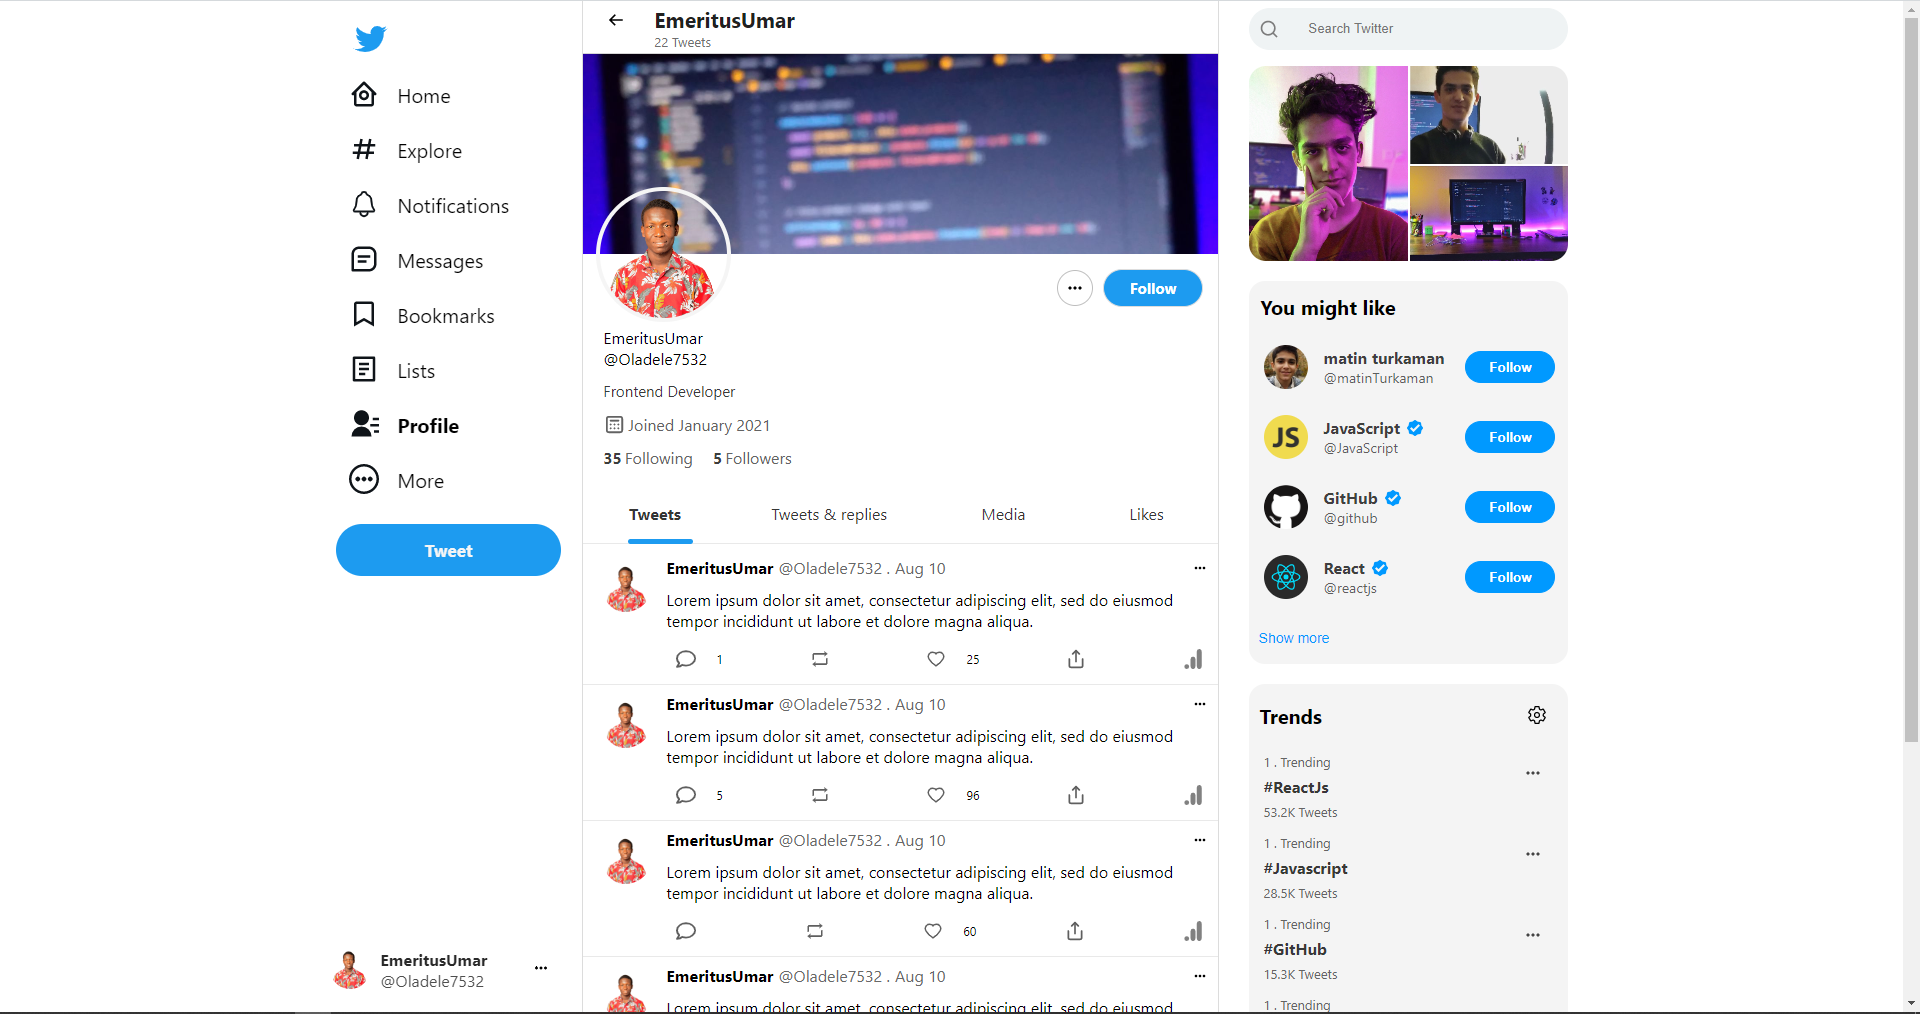 Home
Explore
Notifications
Messages
Bookmarks
Lists
Profile
More
Tweet
EmeritusUmar
@Oladele7532
EmeritusUmar
22 Tweets
Follow
EmeritusUmar
@Oladele7532
Frontend Developer
Joined January 2021
35 Following 5 Followers
Tweets Tweets & replies Media Likes
EmeritusUmar @Oladele7532 . Aug 10
Lorem ipsum dolor sit amet, consectetur adipiscing elit, sed do eiusmod
tempor incididunt ut labore et dolore magna aliqua.
1 25
EmeritusUmar @Oladele7532 . Aug 10
Lorem ipsum dolor sit amet, consectetur adipiscing elit, sed do eiusmod
tempor incididunt ut labore et dolore magna aliqua.
5 96
EmeritusUmar @Oladele7532 . Aug 10
Lorem ipsum dolor sit amet, consectetur adipiscing elit, sed do eiusmod
tempor incididunt ut labore et dolore magna aliqua.
60
EmeritusUmar @Oladele7532 . Aug 10
Lorem ipsum dolor sit amet, consectetur adipiscing elit, sed do eiusmod
Search Twitter
You might like
matin turkaman
@matinTurkaman
Follow
JS
JavaScript
@JavaScript
Follow
GitHub
@github
Follow
React
@reactjs
Follow
Show more
Trends
1 . Trending
#ReactJs
53.2K Tweets
1 . Trending
#Javascript
28.5K Tweets
1 . Trending
#GitHub
15.3K Tweets
1 . Trending